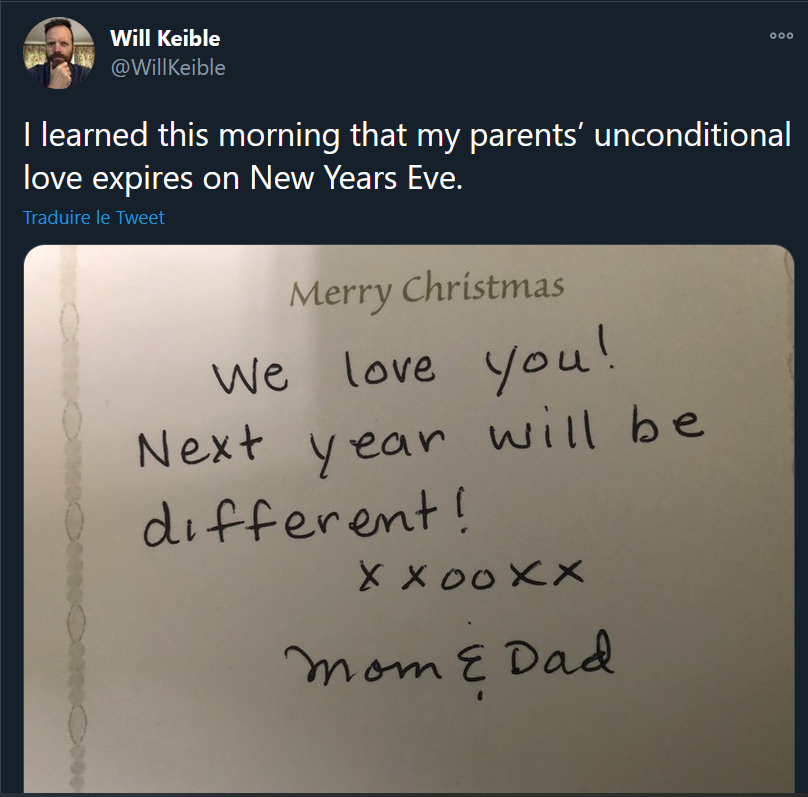 Will Keible
@WillKeible
I learned this morning that my parents’ unconditional
love expires on New Years Eve.
Traduire le Tweet
Merry Christmas
We love you!
Next year will be
different!
x x o o x x
Mom & Dad